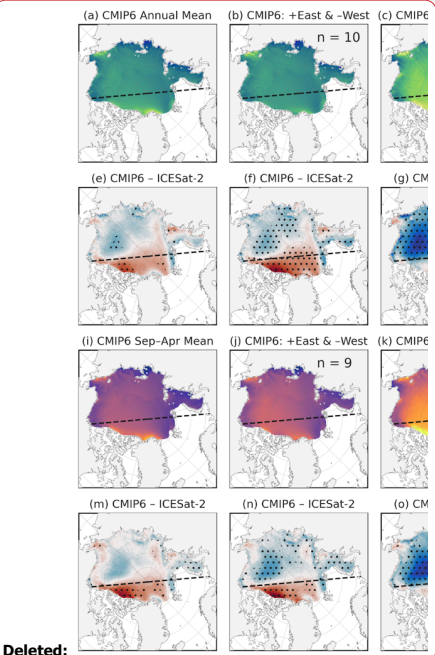 (a) CMIP6 Annual Mean (b) CMIP6: +East & –West (c) CMIP6
n = 10
(e) CMIP6 – ICESat-2 (f) CMIP6 – ICESat-2 (g) CM
(i) CMIP6 Sep–Apr Mean (j) CMIP6: +East & –West (k) CMIP6
n = 9
(m) CMIP6 – ICESat-2 (n) CMIP6 – ICESat-2 (o) CM
Deleted: